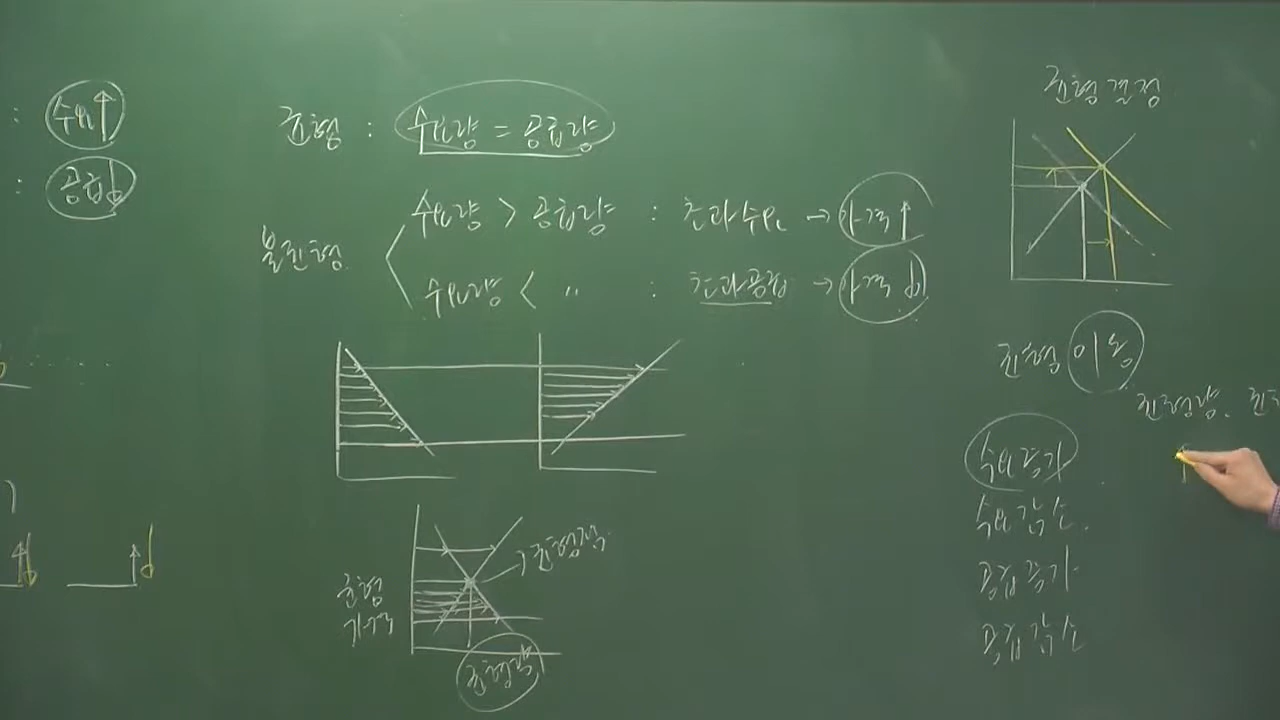 : 수요↑
: 공급↓
균형 : 수요량 = 공급량
불균형
수요량 > 공급량 : 초과수요 → 가격↑
수요량 < 〃 : 초과공급 → 가격↓
균형
가격
균형점
균형량
균형결정
균형 이동
균형량, 균
수요증가 ↑
수요감소
공급증가
공급감소